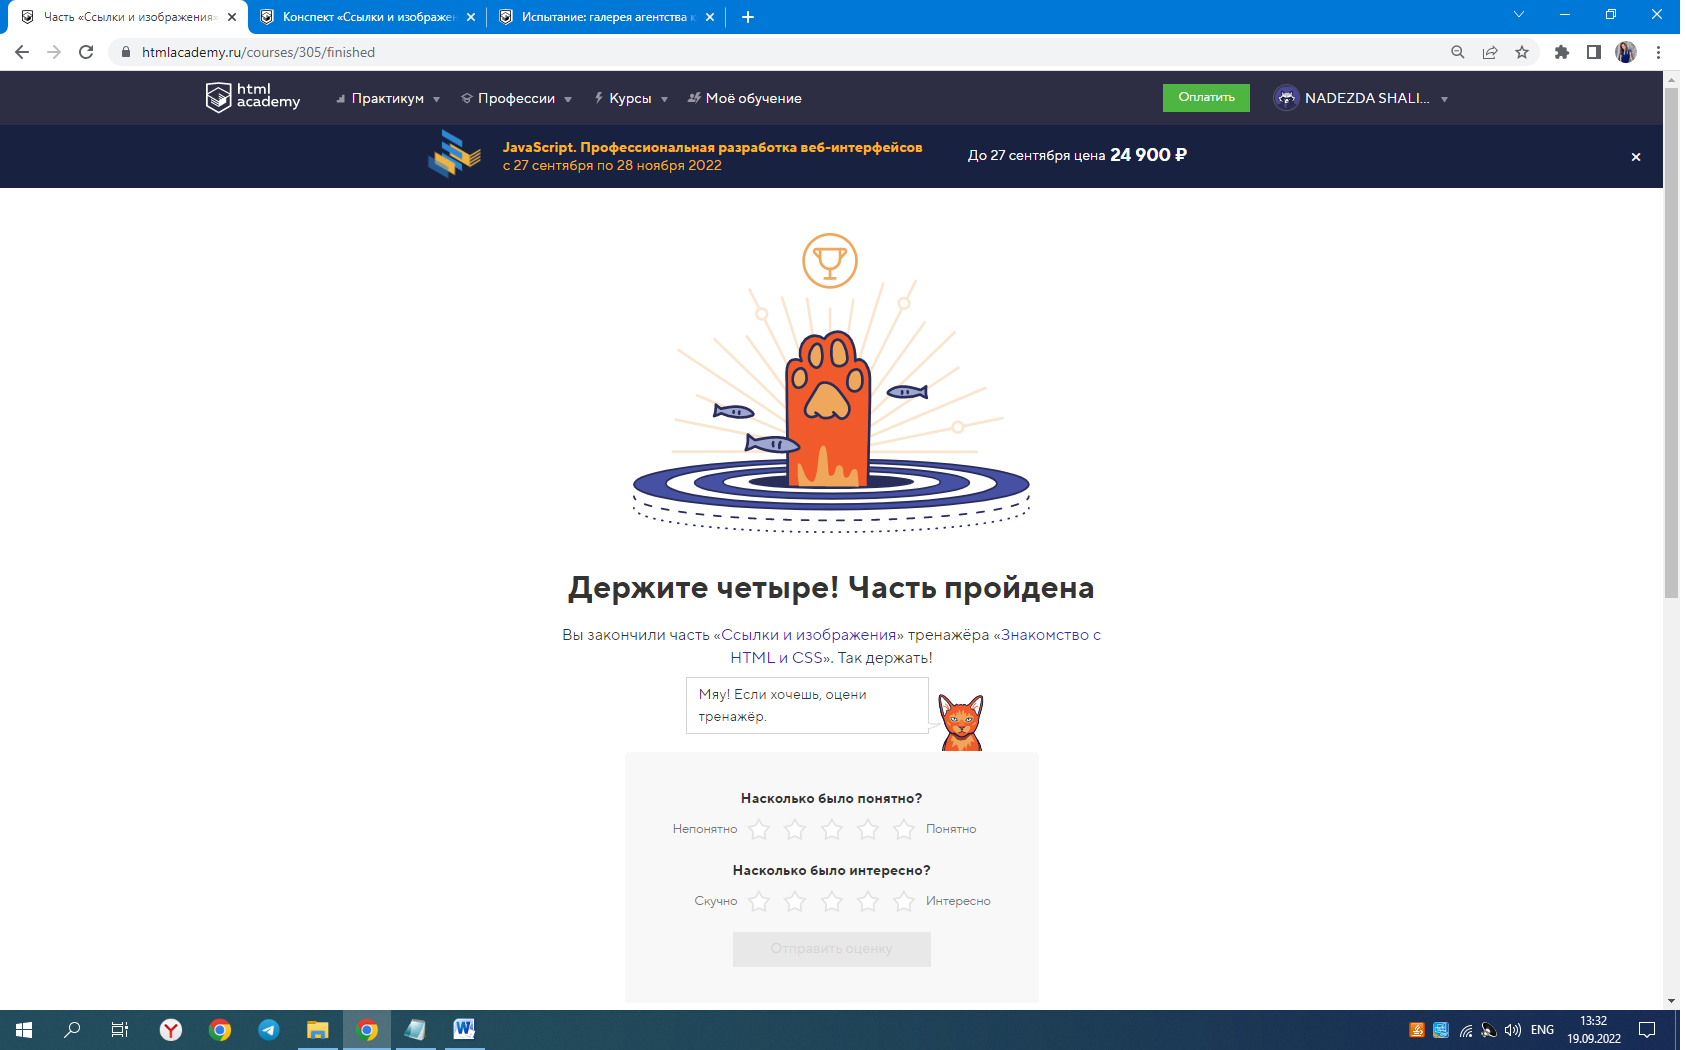 Часть «Ссылки и изображения»
Конспект «Ссылки и изображен
Испытание: галерея агентства к
htmlacademy.ru/courses/305/finished
html
academy
Практикум
Профессии
Курсы
Моё обучение
Оплатить
NADEZDA SHALI...
JavaScript. Профессиональная разработка веб-интерфейсов
с 27 сентября по 28 ноября 2022
До 27 сентября цена 24 900 ₽
Держите четыре! Часть пройдена
Вы закончили часть «Ссылки и изображения» тренажёра «Знакомство с
HTML и CSS». Так держать!
Мяу! Если хочешь, оцени
тренажёр.
Насколько было понятно?
Непонятно
Понятно
Насколько было интересно?
Скучно
Интересно
Отправить оценку
ENG
13:32
19.09.2022